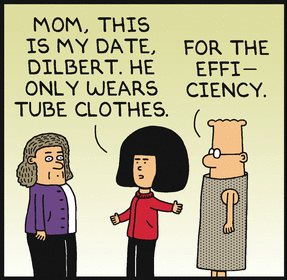 MOM, THIS
IS MY DATE,
DILBERT. HE
ONLY WEARS
TUBE CLOTHES.
FOR THE
EFFI-
CIENCY.